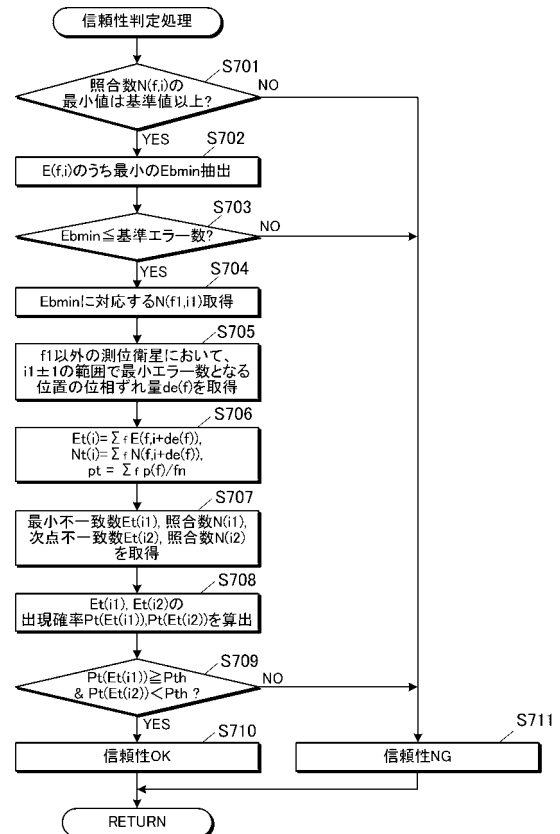 信頼性判定処理
S701
照合数N(f,i)の
最小値は基準値以上?
NO
YES
S702
E(f,i)のうち最小のEbmin抽出
S703
Ebmin≦基準エラー数?
NO
YES
S704
Ebminに対応するN(f1,i1)取得
S705
f1以外の測位衛星において、
i1±1の範囲で最小エラー数となる
位置の位相ずれ量de(f)を取得
S706
Et(i)=Σf E(f,i+de(f)),
Nt(i)=Σf N(f,i+de(f)),
pt = Σf p(f)/fn
S707
最小不一致数Et(i1), 照合数N(i1),
次点不一致数Et(i2), 照合数N(i2)
を取得
S708
Et(i1), Et(i2)の
出現確率Pt(Et(i1)),Pt(Et(i2))を算出
S709
Pt(Et(i1))≧Pth
& Pt(Et(i2))<Pth ?
NO
YES
S710
信頼性OK
S711
信頼性NG
RETURN